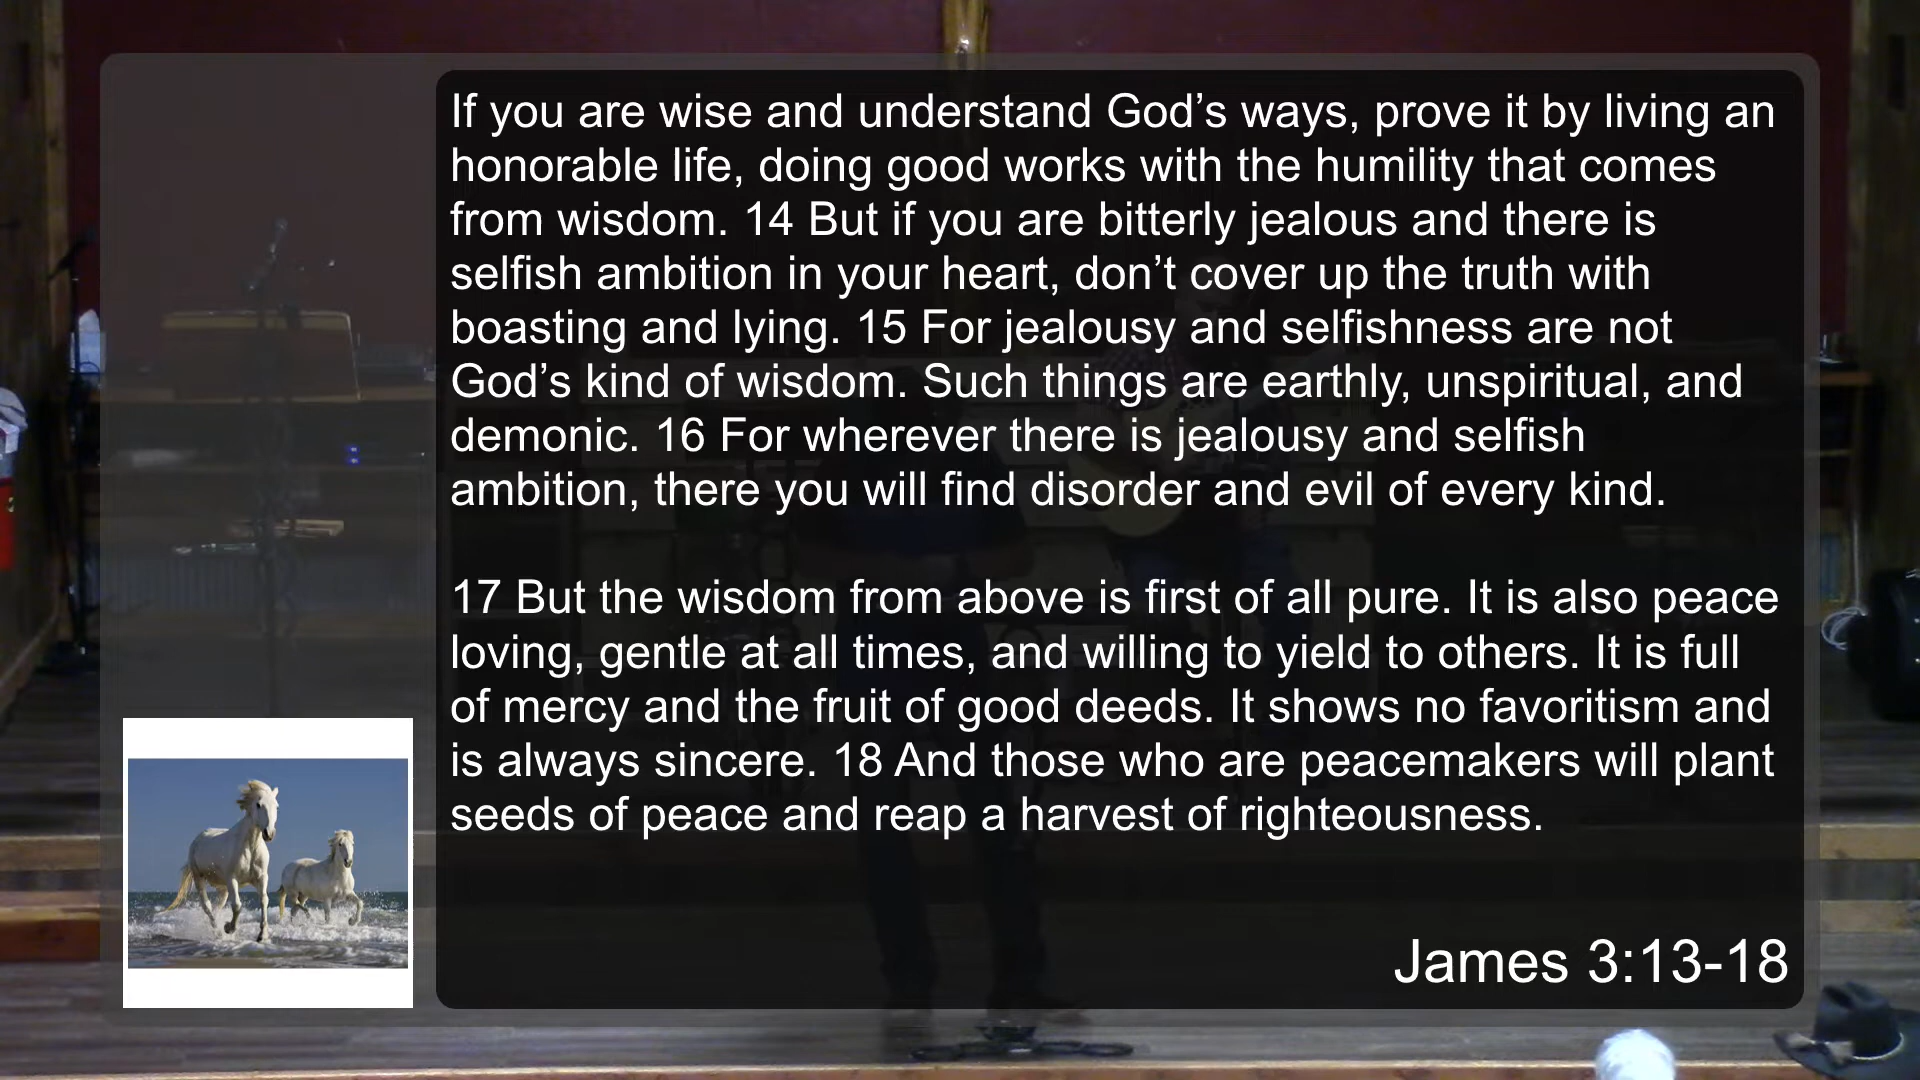 If you are wise and understand God’s ways, prove it by living an
honorable life, doing good works with the humility that comes
from wisdom. 14 But if you are bitterly jealous and there is
selfish ambition in your heart, don’t cover up the truth with
boasting and lying. 15 For jealousy and selfishness are not
God’s kind of wisdom. Such things are earthly, unspiritual, and
demonic. 16 For wherever there is jealousy and selfish
ambition, there you will find disorder and evil of every kind.
17 But the wisdom from above is first of all pure. It is also peace
loving, gentle at all times, and willing to yield to others. It is full
of mercy and the fruit of good deeds. It shows no favoritism and
is always sincere. 18 And those who are peacemakers will plant
seeds of peace and reap a harvest of righteousness.
James 3:13-18